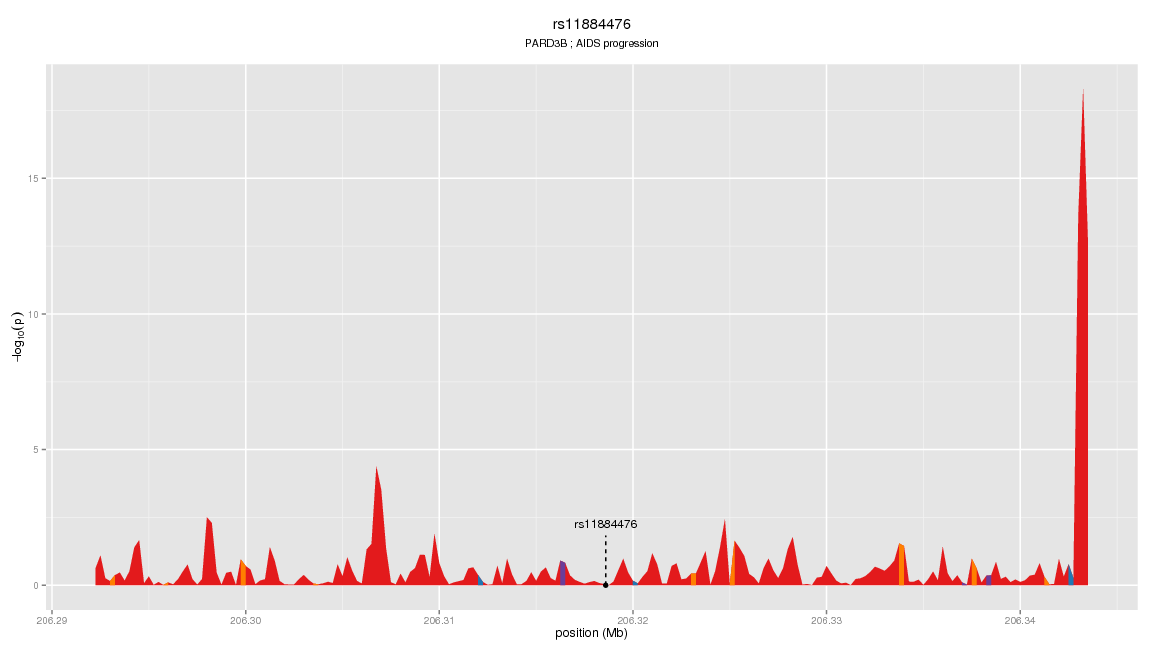 rs11884476
PARD3B ; AIDS progression
−log10(p)
15
10
5
0
rs11884476
206.29 206.30 206.31 206.32 206.33 206.34
position (Mb)